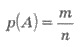 p(A) = m/n